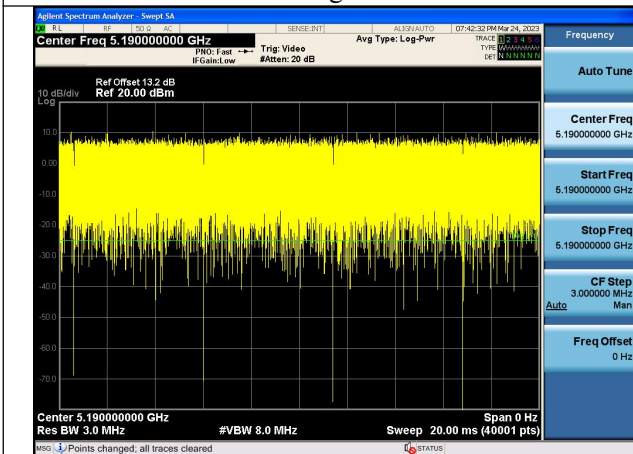 Agilent Spectrum Analyzer - Swept SA
RL RF 50 Ω AC SENSE:INT ALIGNAUTO 07:42:32 PM Mar 24, 2023
Center Freq 5.190000000 GHz Avg Type: Log-Pwr TRACE 1 2 3 4 5 6 Frequency
PNO: Fast Trig: Video TYPE
IFGain:Low #Atten: 20 dB DET N N N N N N
Auto Tune
Ref Offset 13.2 dB
10 dB/div Ref 20.00 dBm
Log
Center Freq
5.190000000 GHz
10.0
0.00
Start Freq
5.190000000 GHz
-10.0
-20.0
Stop Freq
5.190000000 GHz
-30.0
-40.0
CF Step
3.000000 MHz
Auto Man
-50.0
Freq Offset
0 Hz
-60.0
-70.0
Center 5.190000000 GHz Span 0 Hz
Res BW 3.0 MHz #VBW 8.0 MHz Sweep 20.00 ms (40001 pts)
MSG Points changed; all traces cleared STATUS